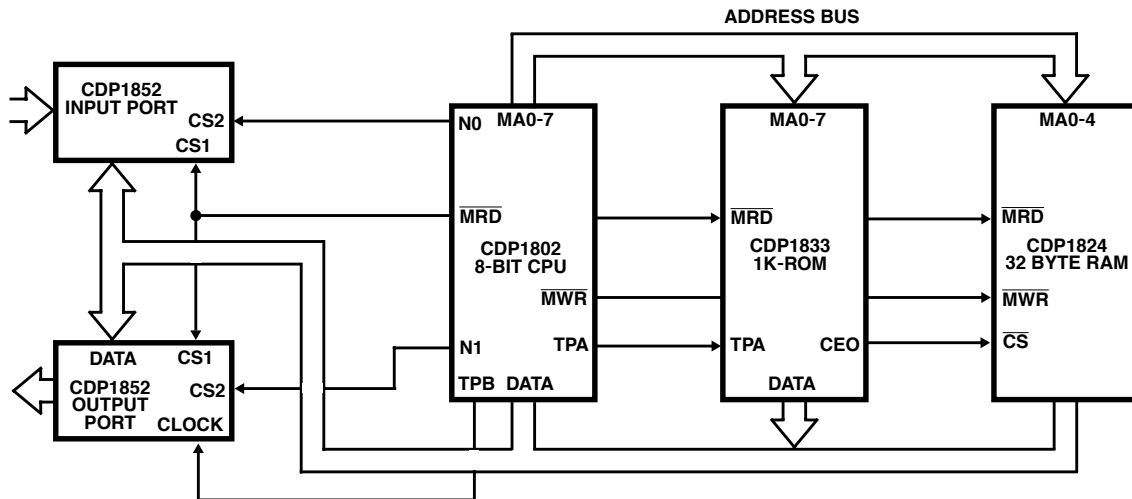 ADDRESS BUS
CDP1852
INPUT PORT
CS2
CS1
N0
MA0-7
MRD
CDP1802
8-BIT CPU
MWR
N1
TPA
TPB
DATA
MA0-7
MRD
CDP1833
1K-ROM
TPA
CEO
DATA
MA0-4
MRD
CDP1824
32 BYTE RAM
MWR
CS
DATA
CS1
CDP1852
OUTPUT
PORT
CS2
CLOCK